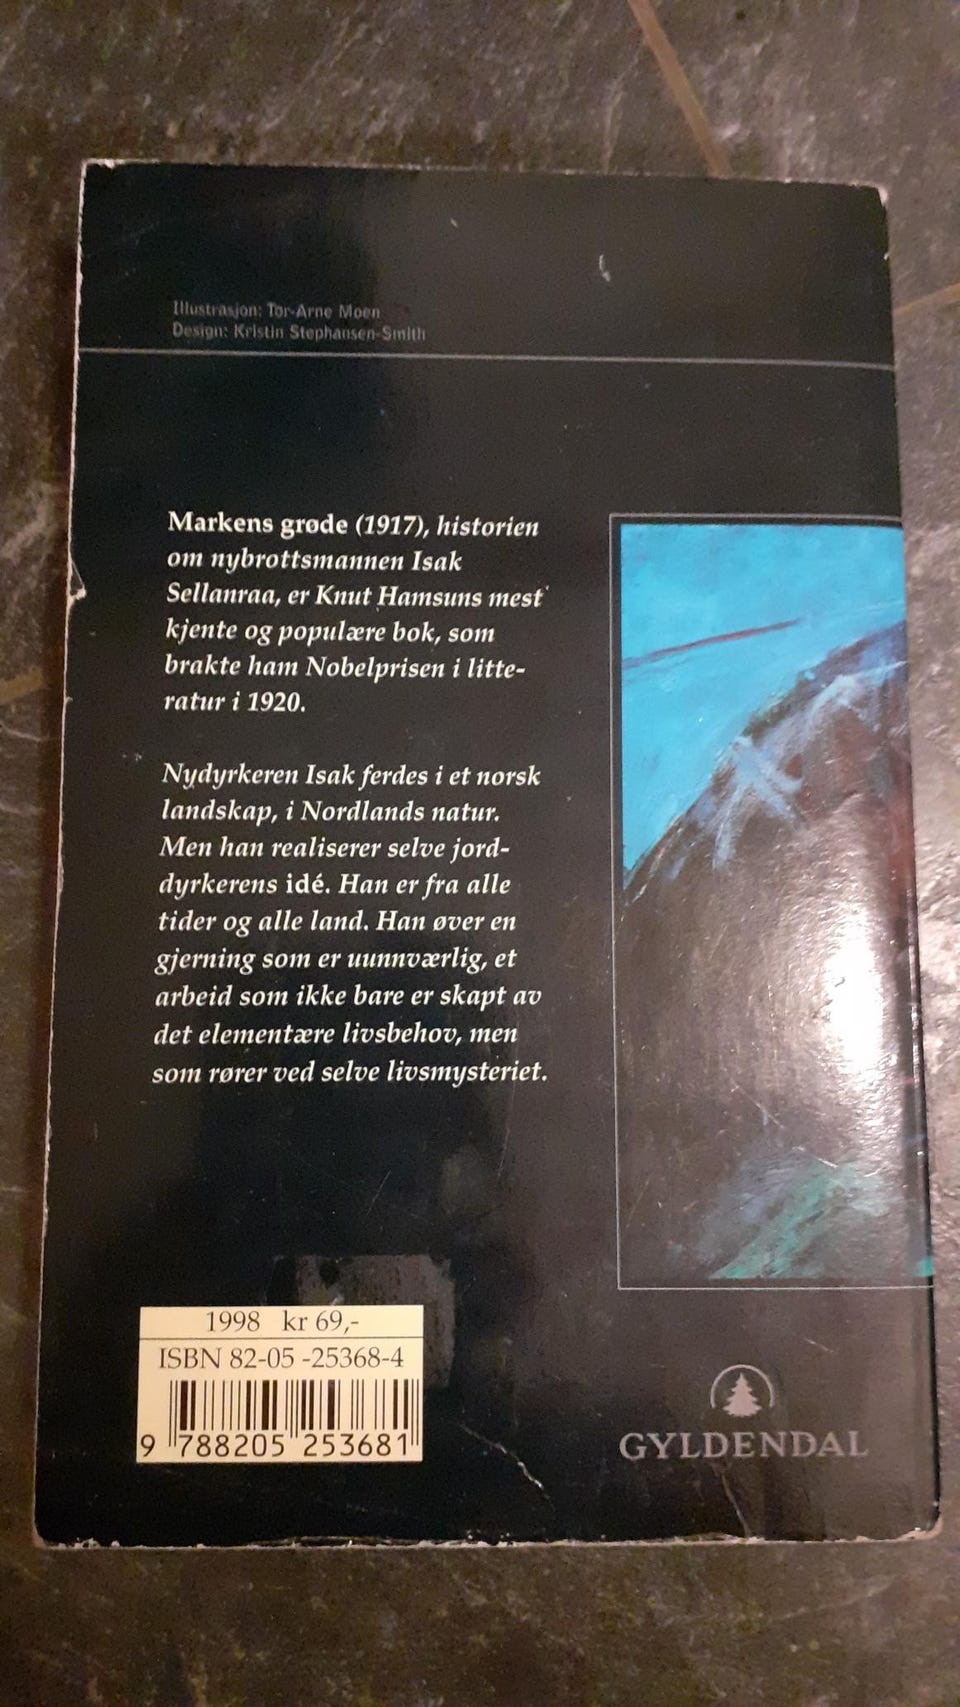 Illustrasjon: Tor-Arne Moen
Design: Kristin Stephansen-Smith
Markens grøde (1917), historien
om nybrottsmannen Isak
Sellanraa, er Knut Hamsuns mest
kjente og populære bok, som
brakte ham Nobelprisen i litte-
ratur i 1920.
Nydyrkeren Isak ferdes i et norsk
landskap, i Nordlands natur.
Men han realiserer selve jord-
dyrkerens idé. Han er fra alle
tider og alle land. Han øver en
gjerning som er uunnværlig, et
arbeid som ikke bare er skapt av
det elementære livsbehov, men
som rører ved selve livsmysteriet.
1998 kr 69,-
ISBN 82-05 -25368-4
9 788205 253681
GYLDENDAL